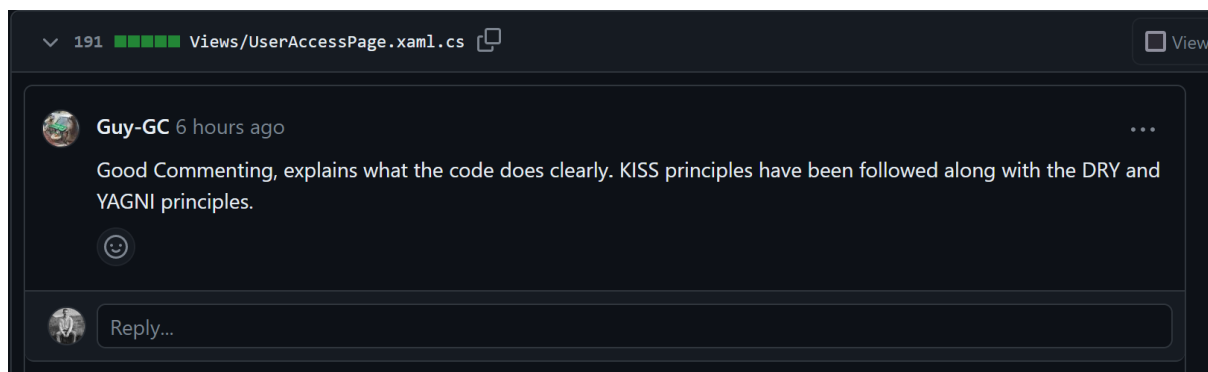 191 Views/UserAccessPage.xaml.cs
View
Guy-GC 6 hours ago
Good Commenting, explains what the code does clearly. KISS principles have been followed along with the DRY and
YAGNI principles.
Reply...